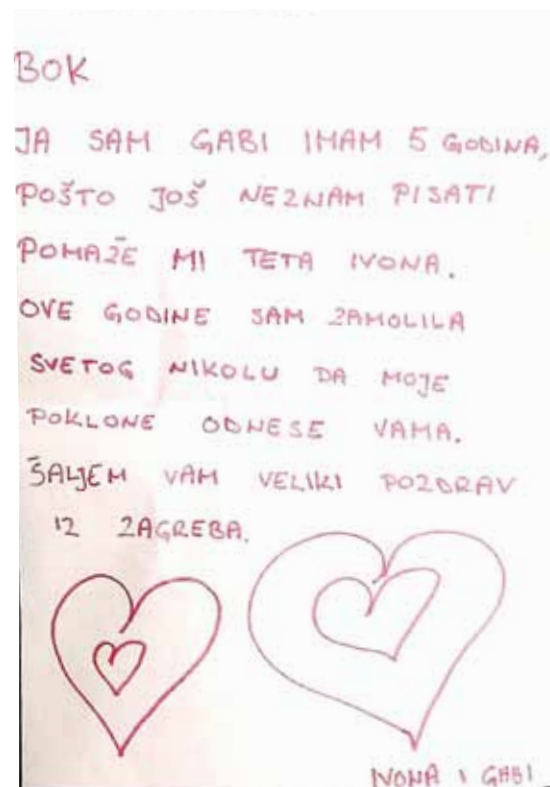 BOK
JA SAM GABI IMAM 5 GODINA,
POŠTO JOŠ NEZNAM PISATI
POMAŽE MI TETA IVONA.
OVE GODINE SAM ZAMOLILA
SVETOG NIKOLU DA MOJE
POKLONE ODNESE VAMA.
ŠALJEM VAM VELIKI POZDRAV
IZ ZAGREBA.
IVONA I GABI